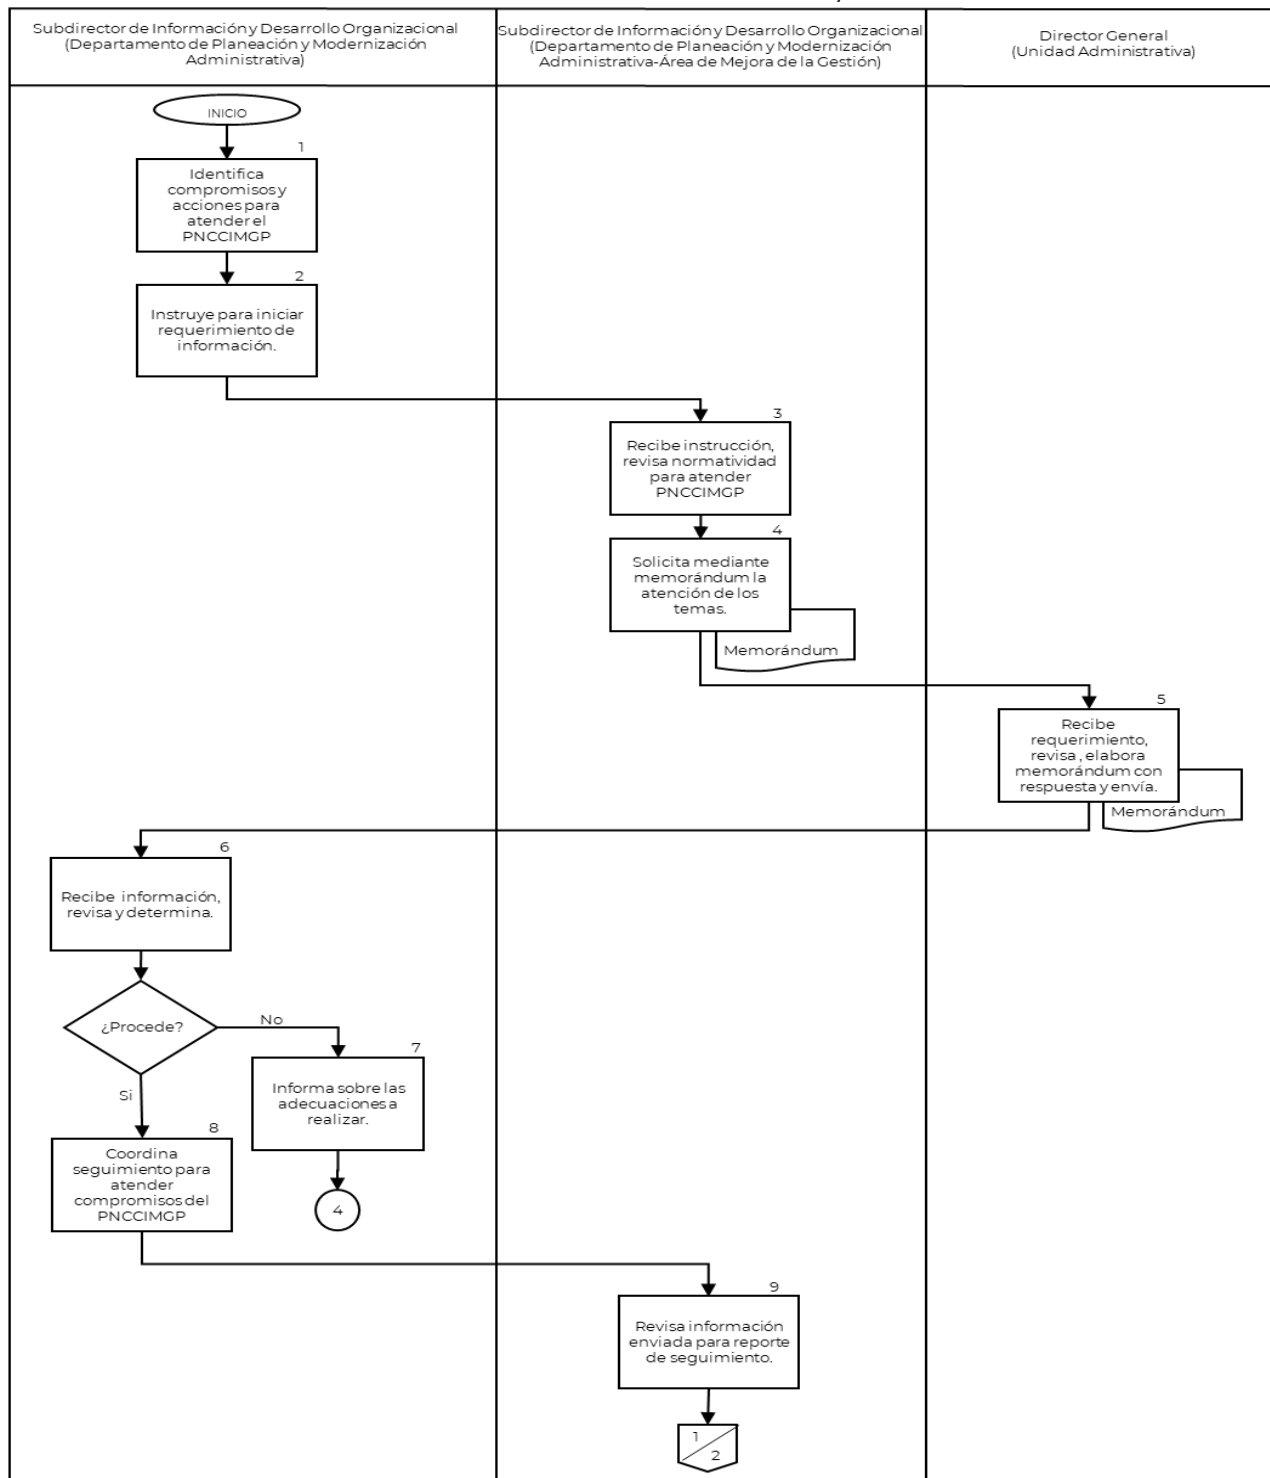 Subdirector de Información y Desarrollo Organizacional
(Departamento de Planeación y Modernización
Administrativa)
Subdirector de Información y Desarrollo Organizacional
(Departamento de Planeación y Modernización
Administrativa-Área de Mejora de la Gestión)
Director General
(Unidad Administrativa)
INICIO
1
Identifica
compromisos y
acciones para
atender el
PNCCIMGP
2
Instruye para iniciar
requerimiento de
información.
3
Recibe instrucción,
revisa normatividad
para atender
PNCCIMGP
4
Solicita mediante
memorándum la
atención de los
temas.
Memorándum
5
Recibe
requerimiento,
revisa , elabora
memorándum con
respuesta y envía.
Memorándum
6
Recibe información,
revisa y determina.
¿Procede?
No
Si
7
Informa sobre las
adecuaciones a
realizar.
4
8
Coordina
seguimiento para
atender
compromisos del
PNCCIMGP
9
Revisa información
enviada para reporte
de seguimiento.
1
2